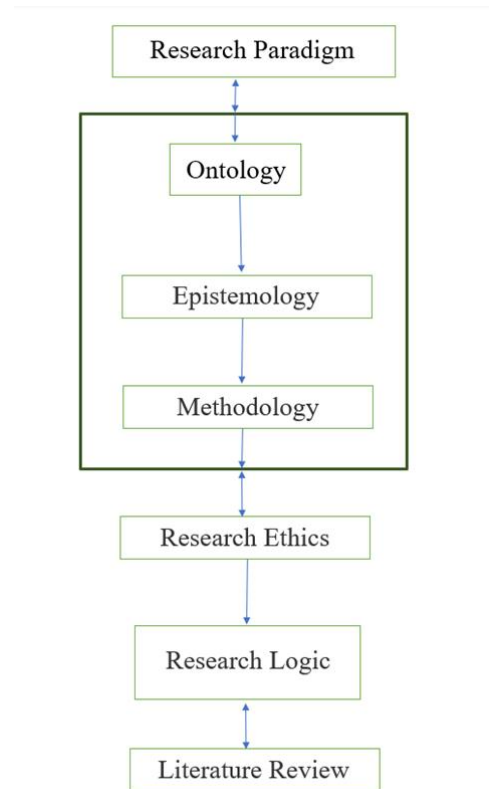 Research Paradigm
Ontology
Epistemology
Methodology
Research Ethics
Research Logic
Literature Review